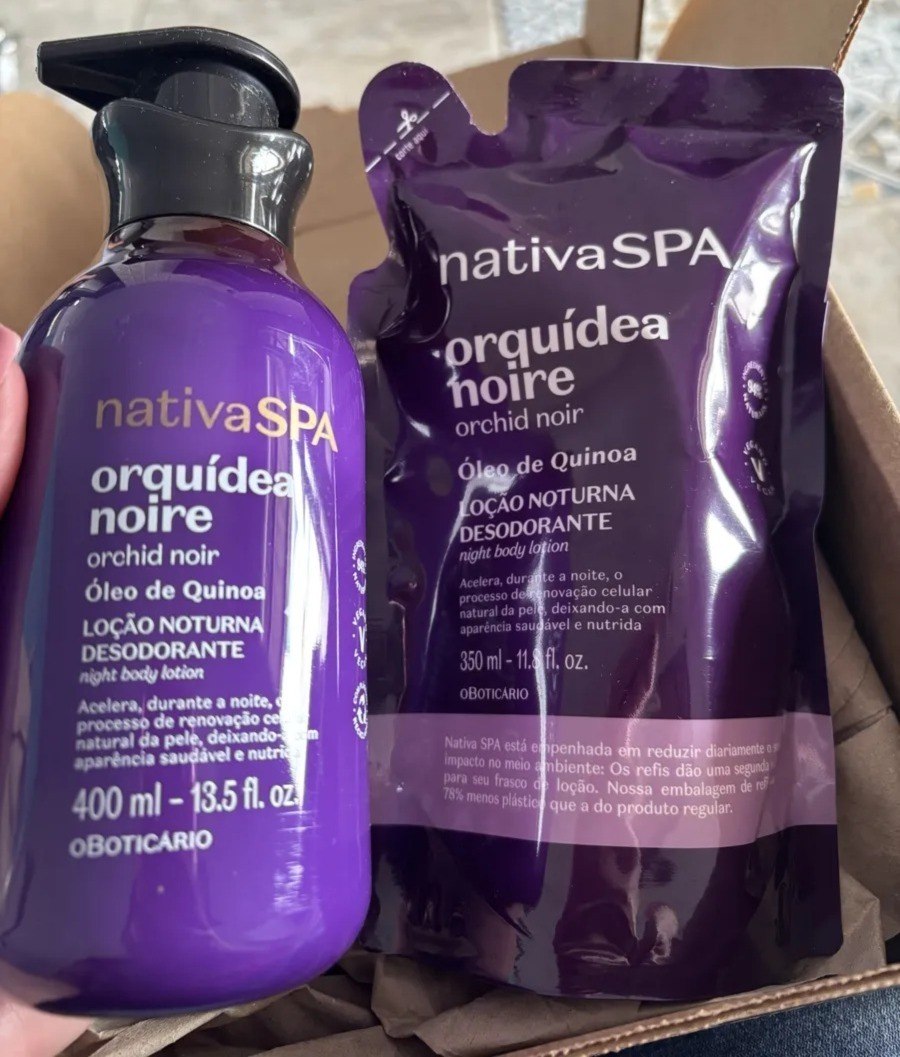 nativaSPA
orquídea
noire
orchid noir
Óleo de Quinoa
LOÇÃO NOTURNA
DESODORANTE
night body lotion
Acelera, durante a noite,
processo de renovação
natural da pele, deixando-a com
aparência saudável e nutrida
400 ml - 13.5 fl. oz.
OBOTICÁRIO
corte aqui
nativaSPA
orquídea
noire
orchid noir
Óleo de Quinoa
LOÇÃO NOTURNA
DESODORANTE
night body lotion
Acelera, durante a noite, o
processo de renovação celular
natural da pele, deixando-a com
aparência saudável e nutrida
350 ml - 11.8 fl. oz.
OBOTICÁRIO
Nativa SPA está empenhada em reduzir diariamente o
impacto no meio ambiente: Os refis dão uma segunda
para seu frasco de loção. Nossa embalagem de
78% menos plástico que a do produto regular.